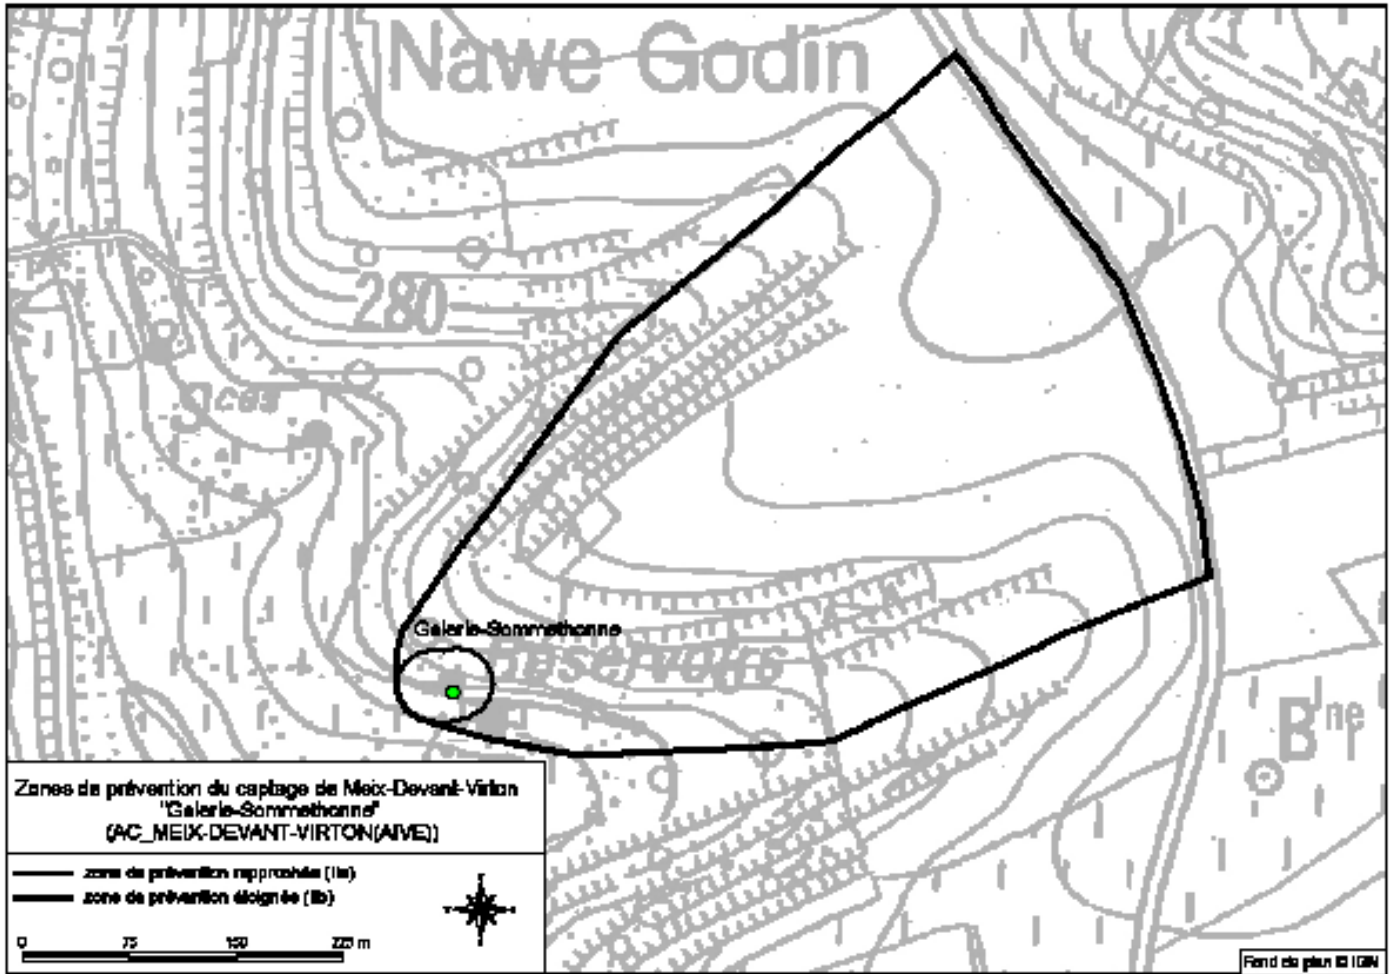 Nawe Godin
280
Galerie-Sommethonne
Réservoirs
B^ne
Zones de prévention du captage de Meix-Devant-Virton
"Galerie-Sommethonne"
(AC_MEIX-DEVANT-VIRTON(AIVE))
zone de prévention rapprochée (IIa)
zone de prévention éloignée (IIb)
0 75 150 225 m
Fond de plan © IGN